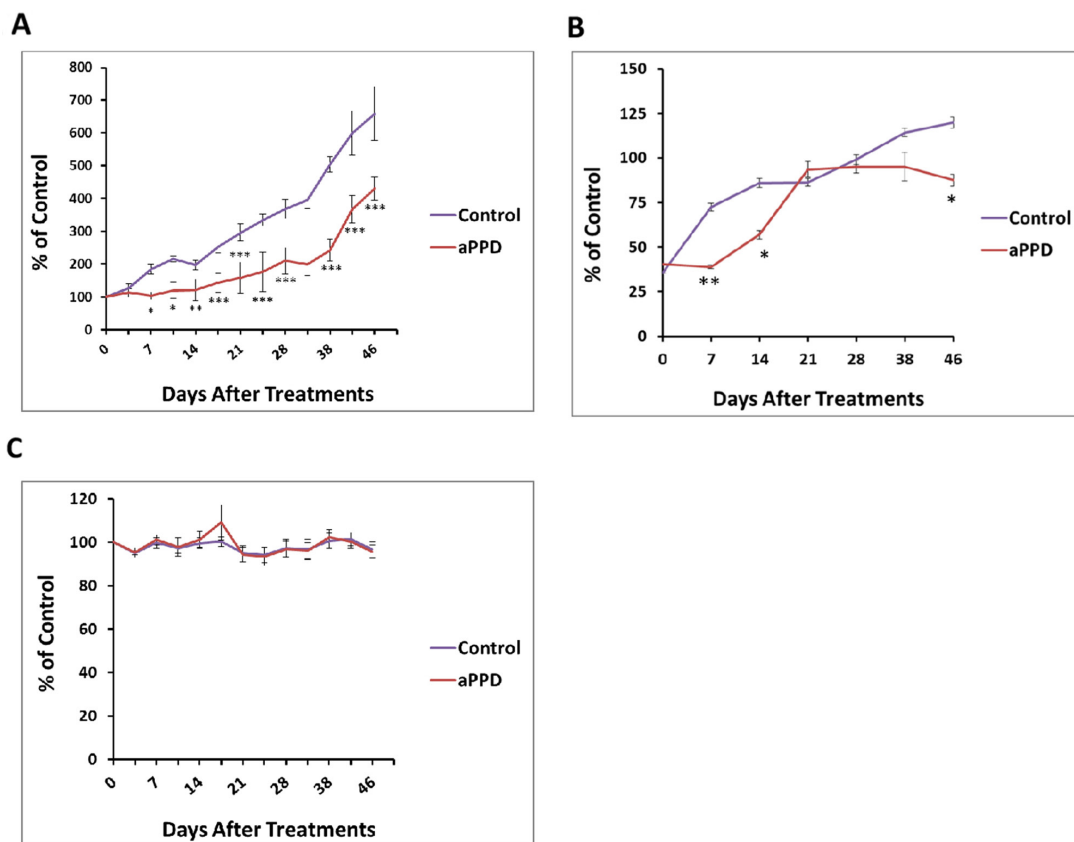 A
% of Control
800
700
600
500
400
300
200
100
0
0 7 14 21 28 38 46
Days After Treatments
Control
aPPD
* * ** *** *** *** *** *** *** ***
B
% of Control
150
125
100
75
50
25
0
0 7 14 21 28 38 46
Days After Treatments
Control
aPPD
** * *
C
% of Control
120
100
80
60
40
20
0
0 7 14 21 28 38 46
Days After Treatments
Control
aPPD